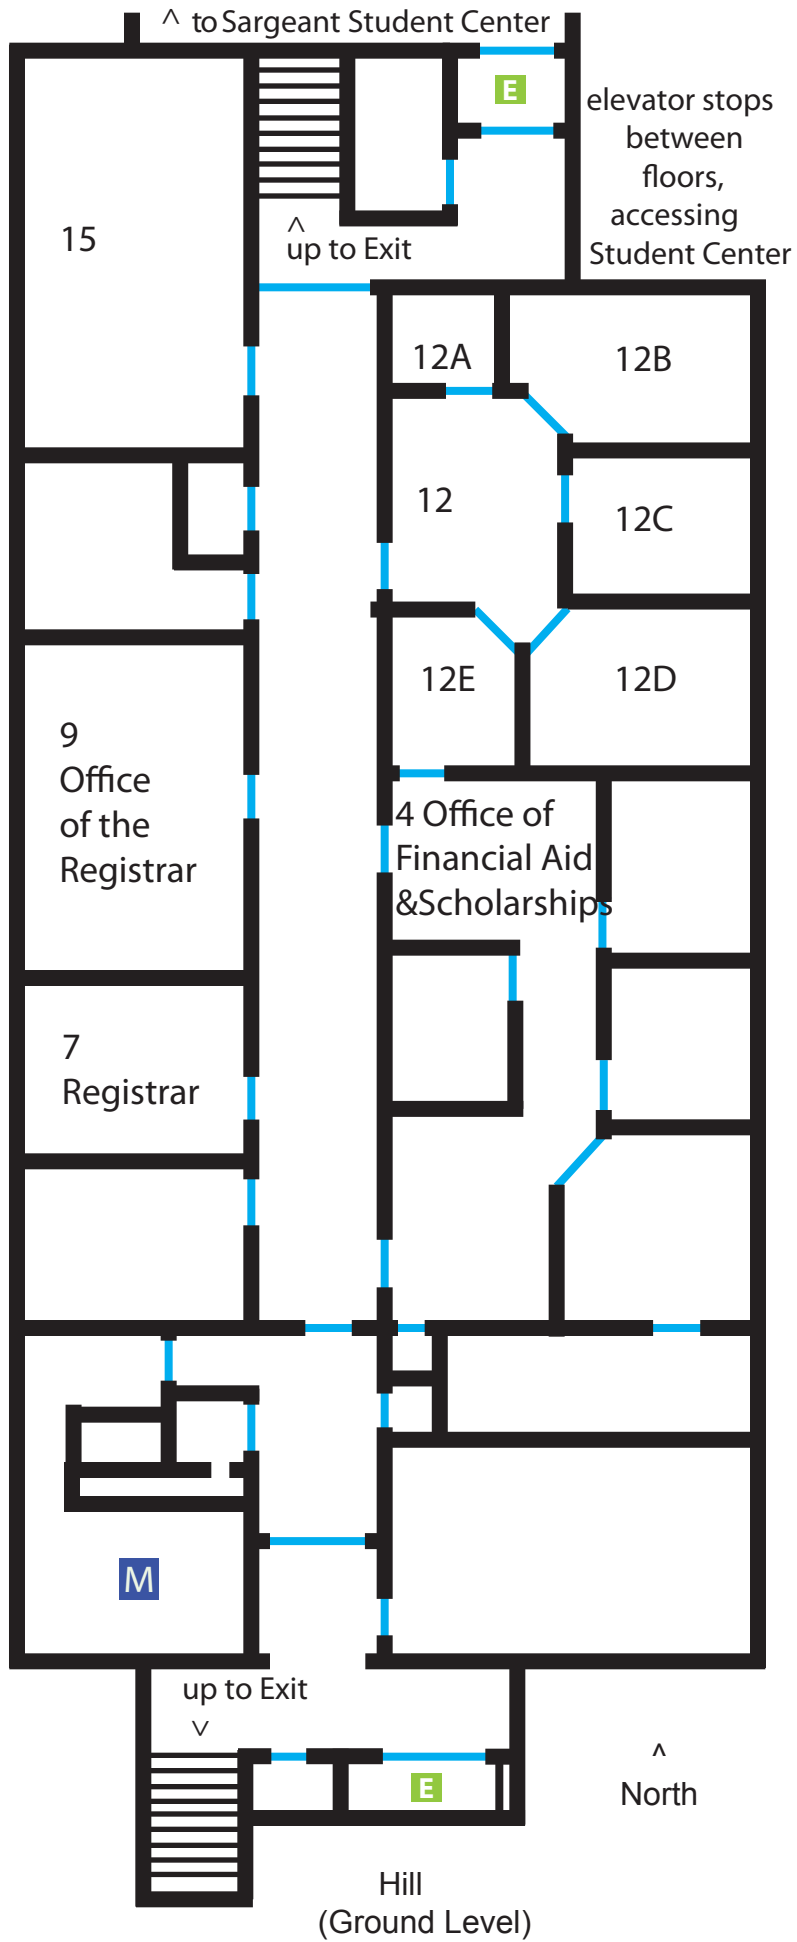 ^ to Sargeant Student Center
E
elevator stops
between
floors,
accessing
Student Center
15
^
up to Exit
12A
12B
12
12C
12E
12D
9
Office
of the
Registrar
4 Office of
Financial Aid
&Scholarships
7
Registrar
M
up to Exit
v
E
^
North
Hill
(Ground Level)